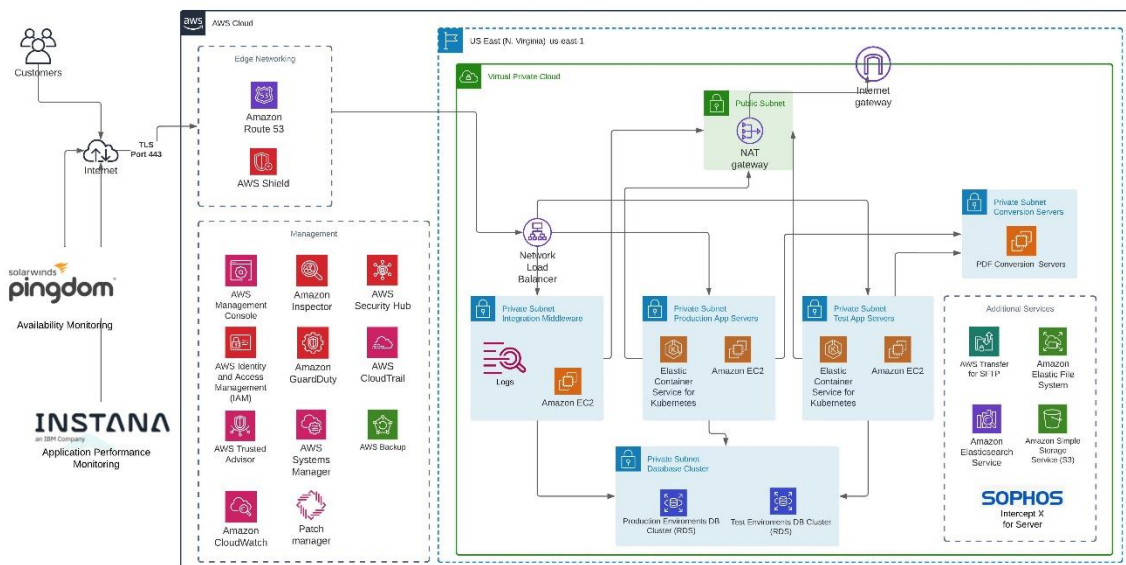 aws
AWS Cloud
Customers
Internet
TLS
Port 443
solarwinds
pingdom®
Availability Monitoring
INSTANA
an IBM Company
Application Performance
Monitoring
Edge Networking
Amazon
Route 53
AWS Shield
Management
AWS
Management
Console
Amazon
Inspector
AWS
Security Hub
AWS Identity
and Access
Management
(IAM)
Amazon
GuardDuty
AWS
CloudTrail
AWS Trusted
Advisor
AWS
Systems
Manager
AWS Backup
Amazon
CloudWatch
Patch
manager
US East (N. Virginia) us-east-1
Virtual Private Cloud
Internet
gateway
Public Subnet
NAT
gateway
Network
Load
Balancer
Private Subnet
Conversion Servers
PDF Conversion Servers
Private Subnet
Integration Middleware
Logs
Amazon EC2
Private Subnet
Production App Servers
Elastic
Container
Service for
Kubernetes
Amazon EC2
Private Subnet
Test App Servers
Elastic
Container
Service for
Kubernetes
Amazon EC2
Private Subnet
Database Cluster
Production Enviroments DB
Cluster (RDS)
Test Environments DB Cluster
(RDS)
Additional Services
AWS Transfer
for SFTP
Amazon
Elastic File
System
Amazon
Elasticsearch
Service
Amazon Simple
Storage
Service (S3)
SOPHOS
Intercept X
for Server